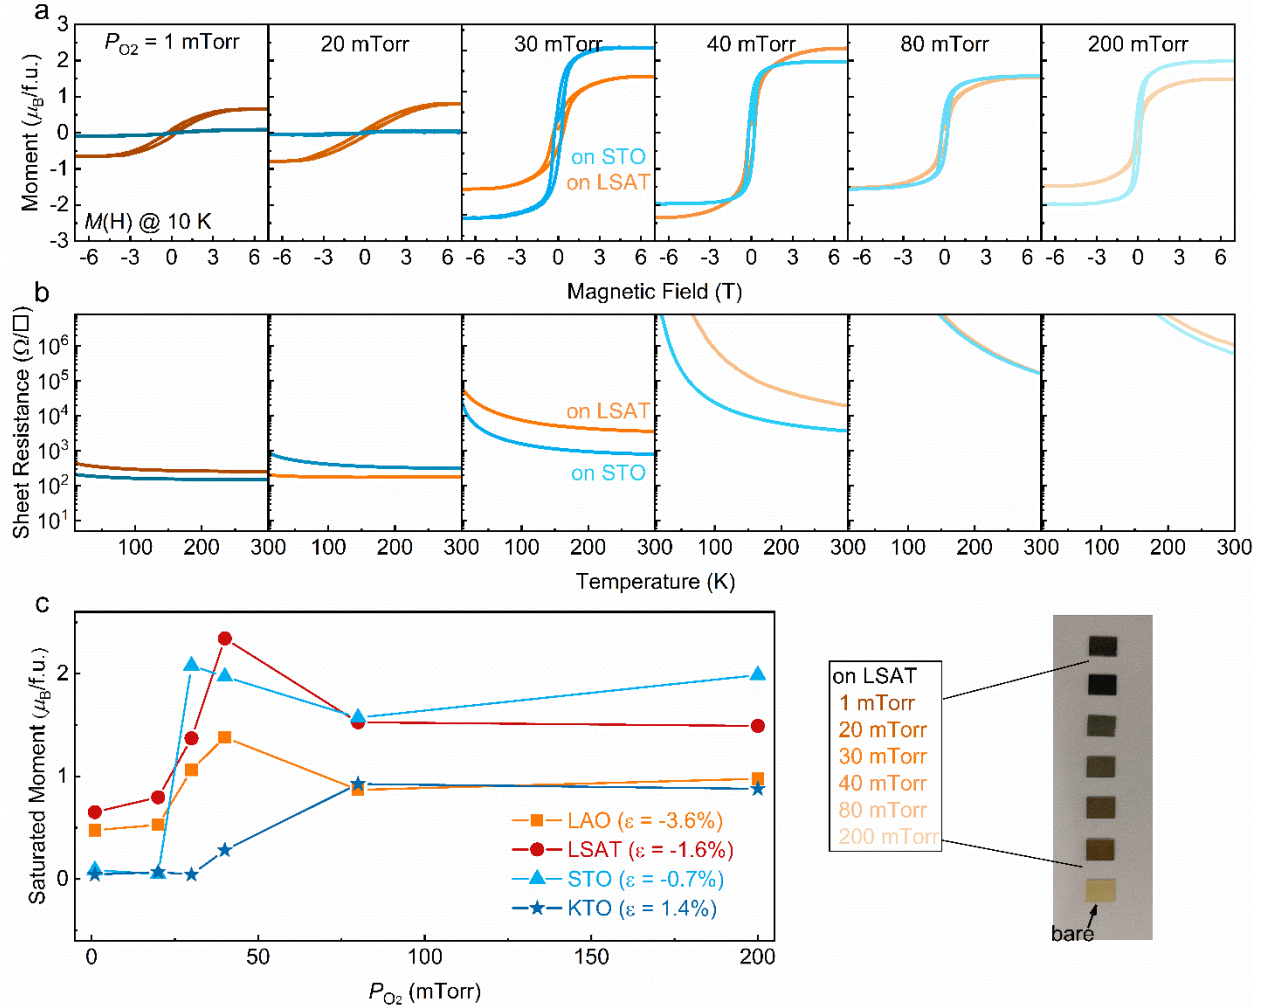 a
P_O2 = 1 mTorr
20 mTorr
30 mTorr
40 mTorr
80 mTorr
200 mTorr
Moment (μ_B/f.u.)
3
2
1
0
-1
-2
-3
on STO
on LSAT
M(H) @ 10 K
-6 -3 0 3 6 -6 -3 0 3 6 -6 -3 0 3 6 -6 -3 0 3 6 -6 -3 0 3 6 -6 -3 0 3 6
Magnetic Field (T)
b
Sheet Resistance (Ω/□)
10^6
10^5
10^4
10^3
10^2
10^1
on LSAT
on STO
100 200 300 100 200 300 100 200 300 100 200 300 100 200 300 100 200 300
Temperature (K)
c
Saturated Moment (μ_B/f.u.)
2
1
0
LAO (ε = -3.6%)
LSAT (ε = -1.6%)
STO (ε = -0.7%)
KTO (ε = 1.4%)
0 50 100 150 200
P_O2 (mTorr)
on LSAT
1 mTorr
20 mTorr
30 mTorr
40 mTorr
80 mTorr
200 mTorr
bare